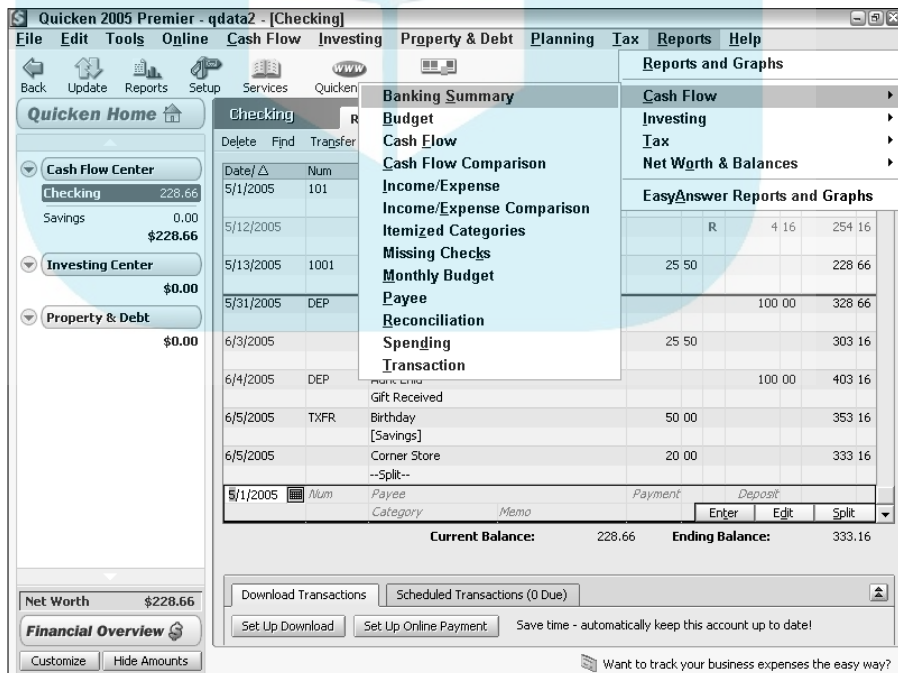 Quicken 2005 Premier - qdata2 - [Checking]
File Edit Tools Online Cash Flow Investing Property & Debt Planning Tax Reports Help
Back Update Reports Setup Services Quicken
Reports and Graphs
Cash Flow
Investing
Tax
Net Worth & Balances
EasyAnswer Reports and Graphs
Banking Summary
Budget
Cash Flow
Cash Flow Comparison
Income/Expense
Income/Expense Comparison
Itemized Categories
Missing Checks
Monthly Budget
Payee
Reconciliation
Spending
Transaction
Quicken Home
Cash Flow Center
Checking 228.66
Savings 0.00
$228.66
Investing Center
$0.00
Property & Debt
$0.00
Checking R
Delete Find Transfer
Date/ Num
5/1/2005 101
5/12/2005 R 4 16 254 16
5/13/2005 1001 25 50 228 66
5/31/2005 DEP 100 00 328 66
6/3/2005 25 50 303 16
6/4/2005 DEP 100 00 403 16
Gift Received
6/5/2005 TXFR Birthday 50 00 353 16
[Savings]
6/5/2005 Corner Store 20 00 333 16
--Split--
5/1/2005 Num Payee Payment Deposit
Category Memo Enter Edit Split
Current Balance: 228.66 Ending Balance: 333.16
Net Worth $228.66
Financial Overview
Customize Hide Amounts
Download Transactions Scheduled Transactions (0 Due)
Set Up Download Set Up Online Payment Save time - automatically keep this account up to date!
Want to track your business expenses the easy way?